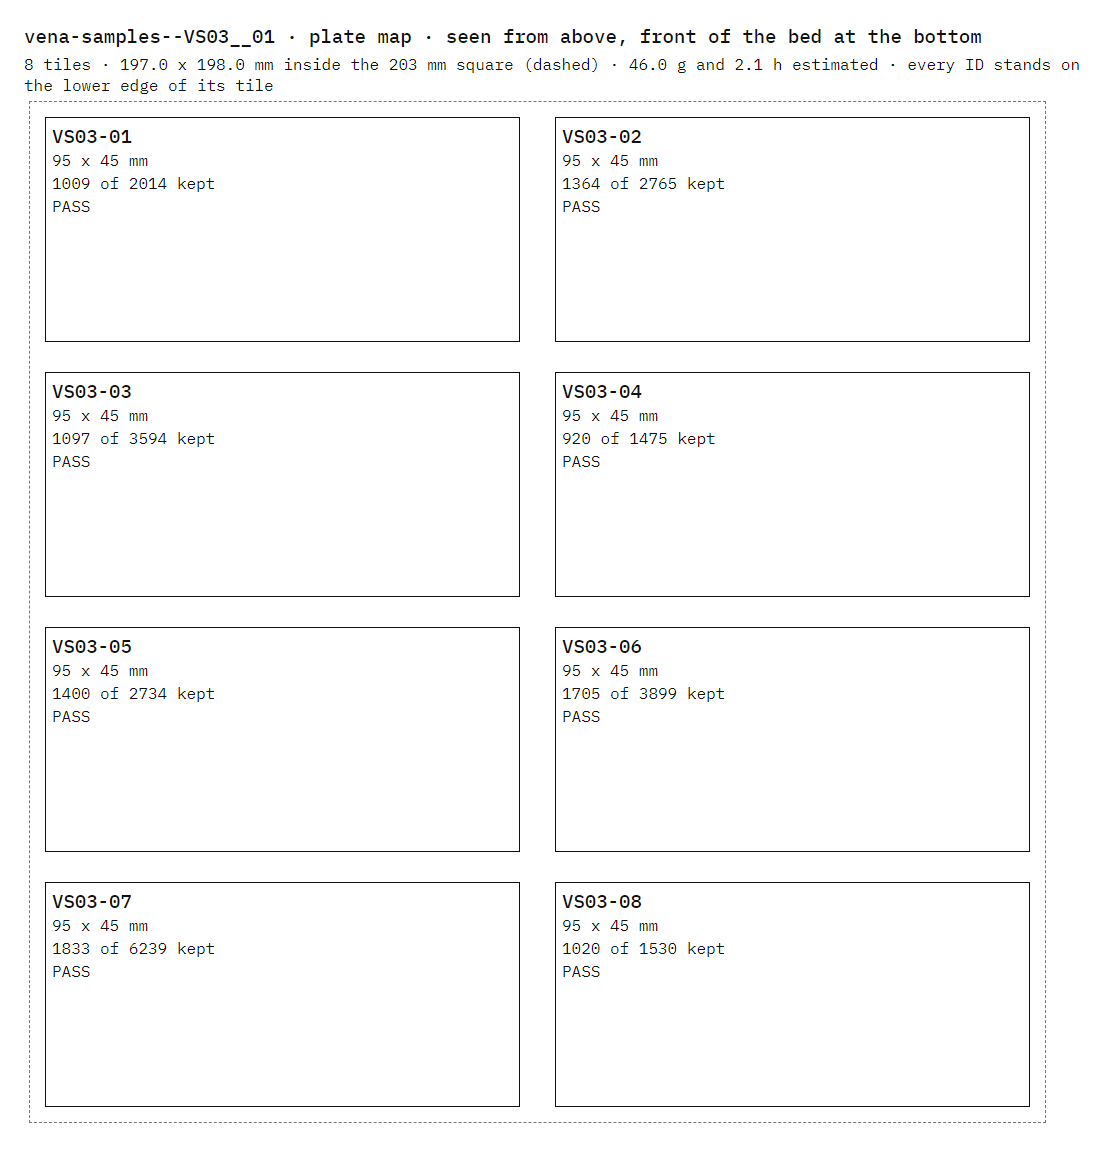 vena-samples--VS03__01 · plate map · seen from above, front of the bed at the bottom
8 tiles · 197.0 x 198.0 mm inside the 203 mm square (dashed) · 46.0 g and 2.1 h estimated · every ID stands on
the lower edge of its tile
VS03-01
95 x 45 mm
1009 of 2014 kept
PASS
VS03-02
95 x 45 mm
1364 of 2765 kept
PASS
VS03-03
95 x 45 mm
1097 of 3594 kept
PASS
VS03-04
95 x 45 mm
920 of 1475 kept
PASS
VS03-05
95 x 45 mm
1400 of 2734 kept
PASS
VS03-06
95 x 45 mm
1705 of 3899 kept
PASS
VS03-07
95 x 45 mm
1833 of 6239 kept
PASS
VS03-08
95 x 45 mm
1020 of 1530 kept
PASS